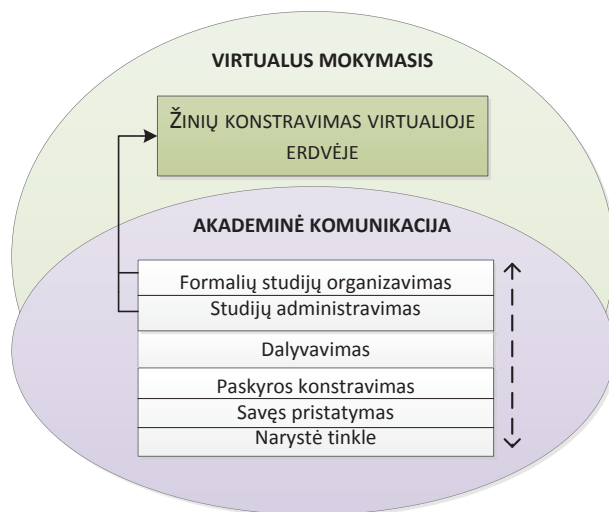 VIRTUALUS MOKYMASIS
ŽINIŲ KONSTRAVIMAS VIRTUALIOJE
ERDVĖJE
AKADEMINĖ KOMUNIKACIJA
Formalių studijų organizavimas
Studijų administravimas
Dalyvavimas
Paskyros konstravimas
Savęs pristatymas
Narystė tinkle